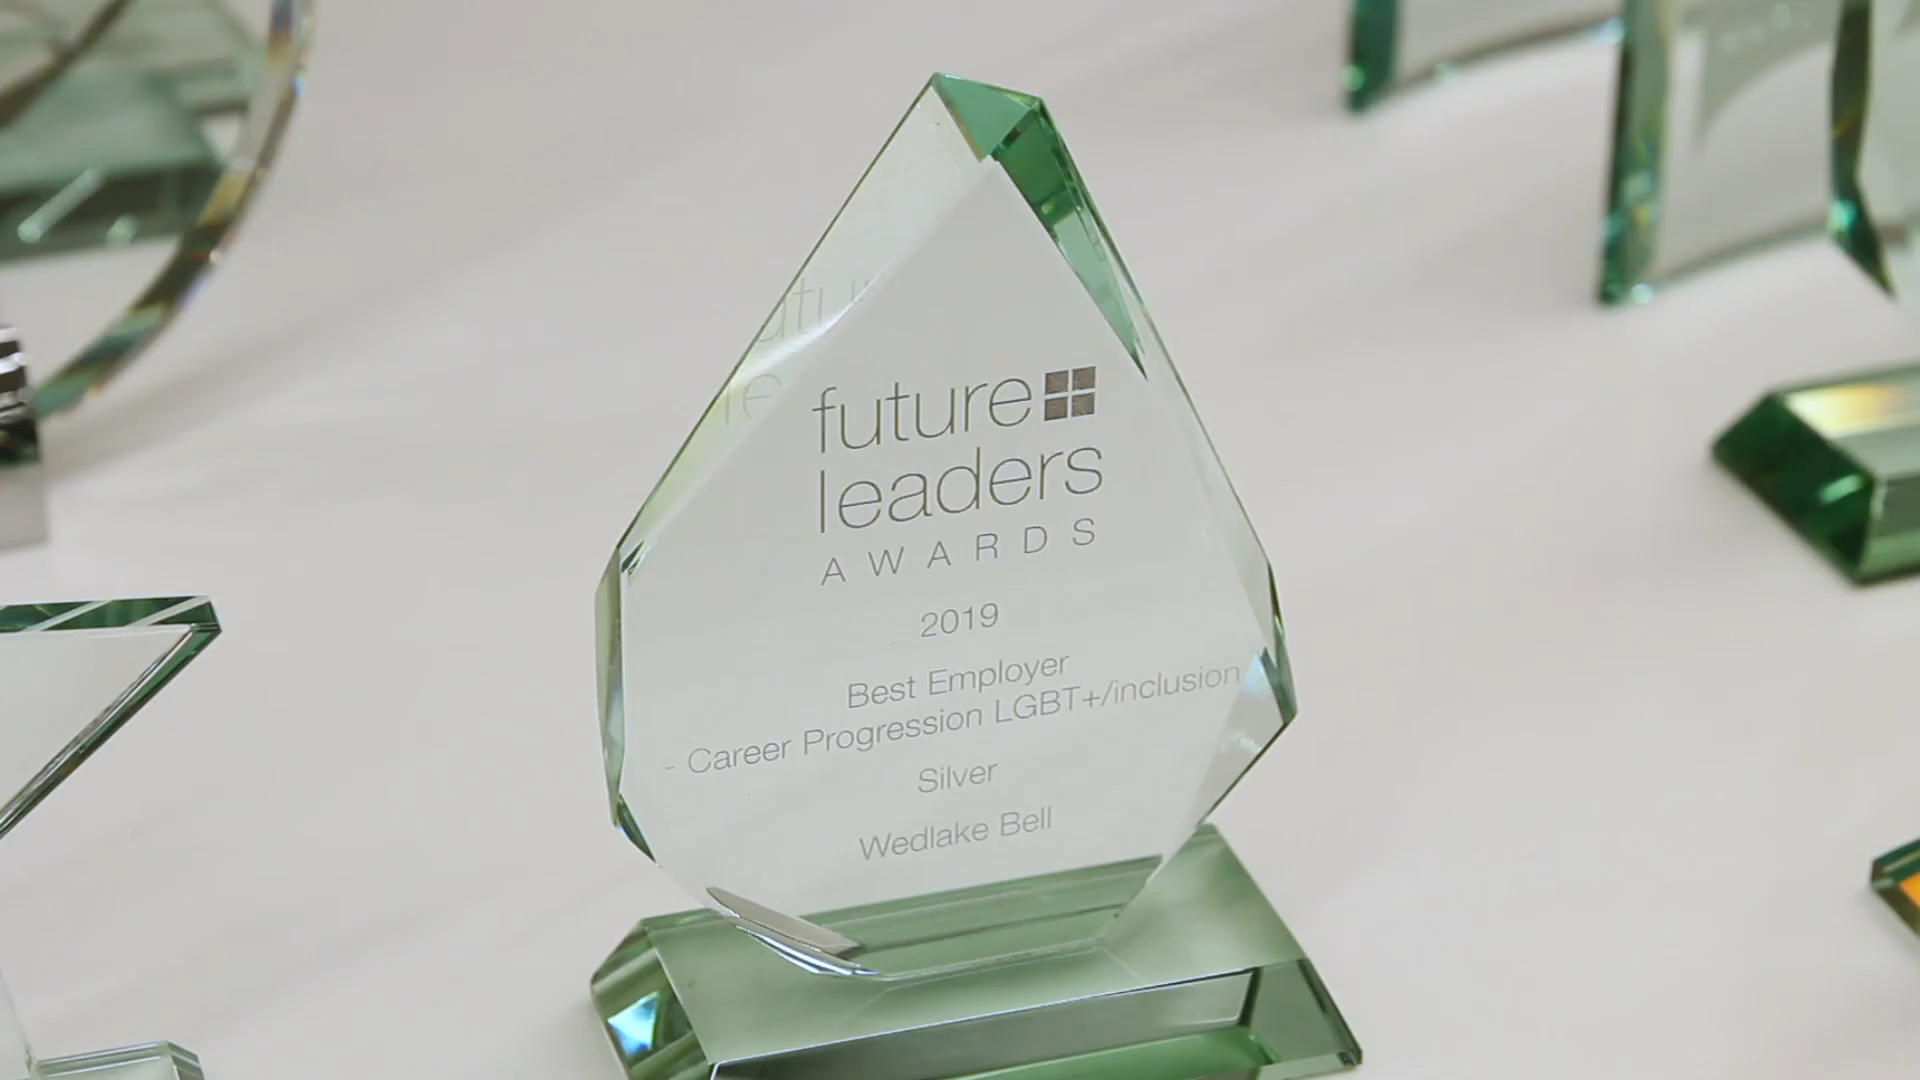 future
leaders
AWARDS
2019
Best Employer
- Career Progression LGBT+/inclusion
Silver
Wedlake Bell